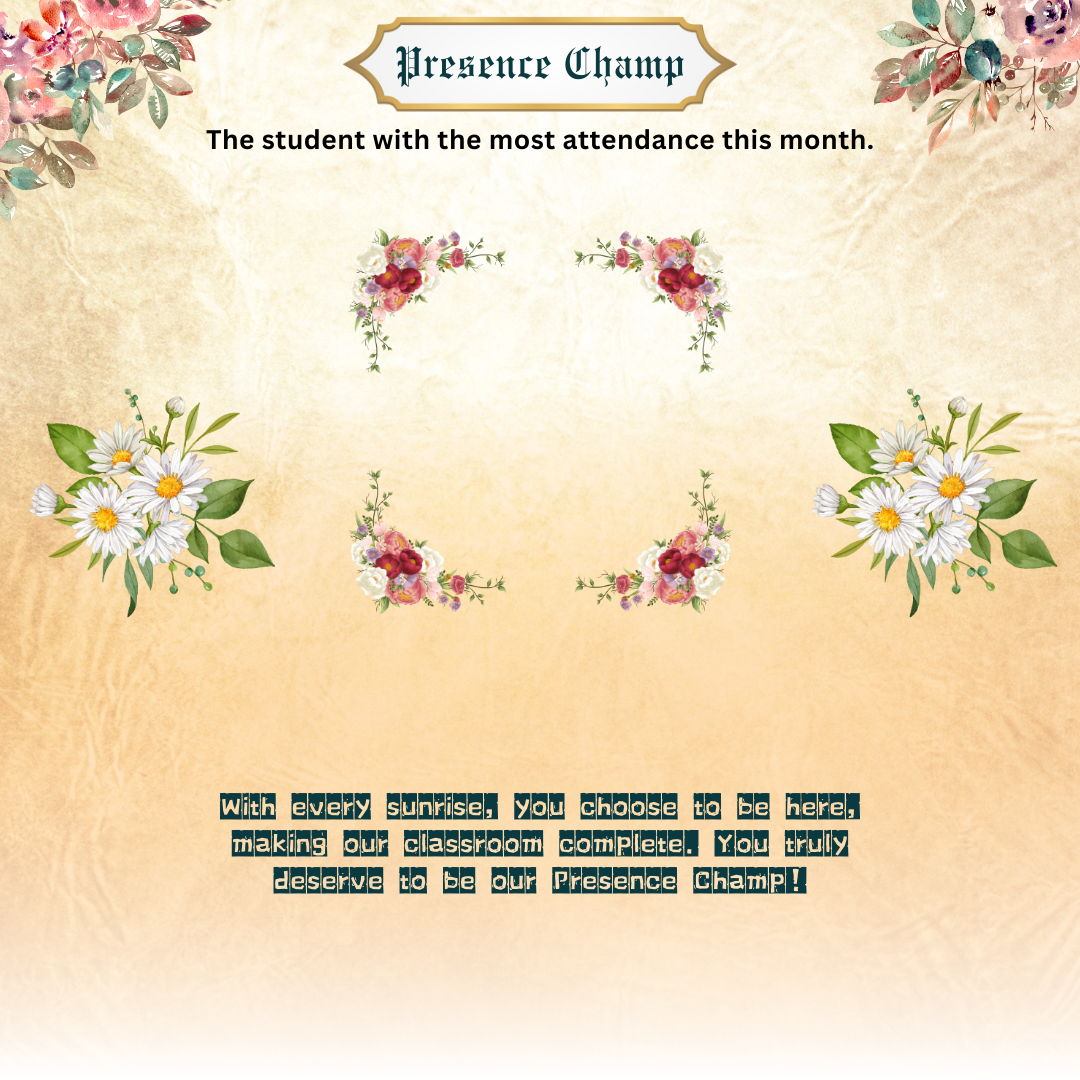 Presence Champ
The student with the most attendance this month.
With every sunrise, you choose to be here,
making our classroom complete. You truly
deserve to be our Presence Champ!